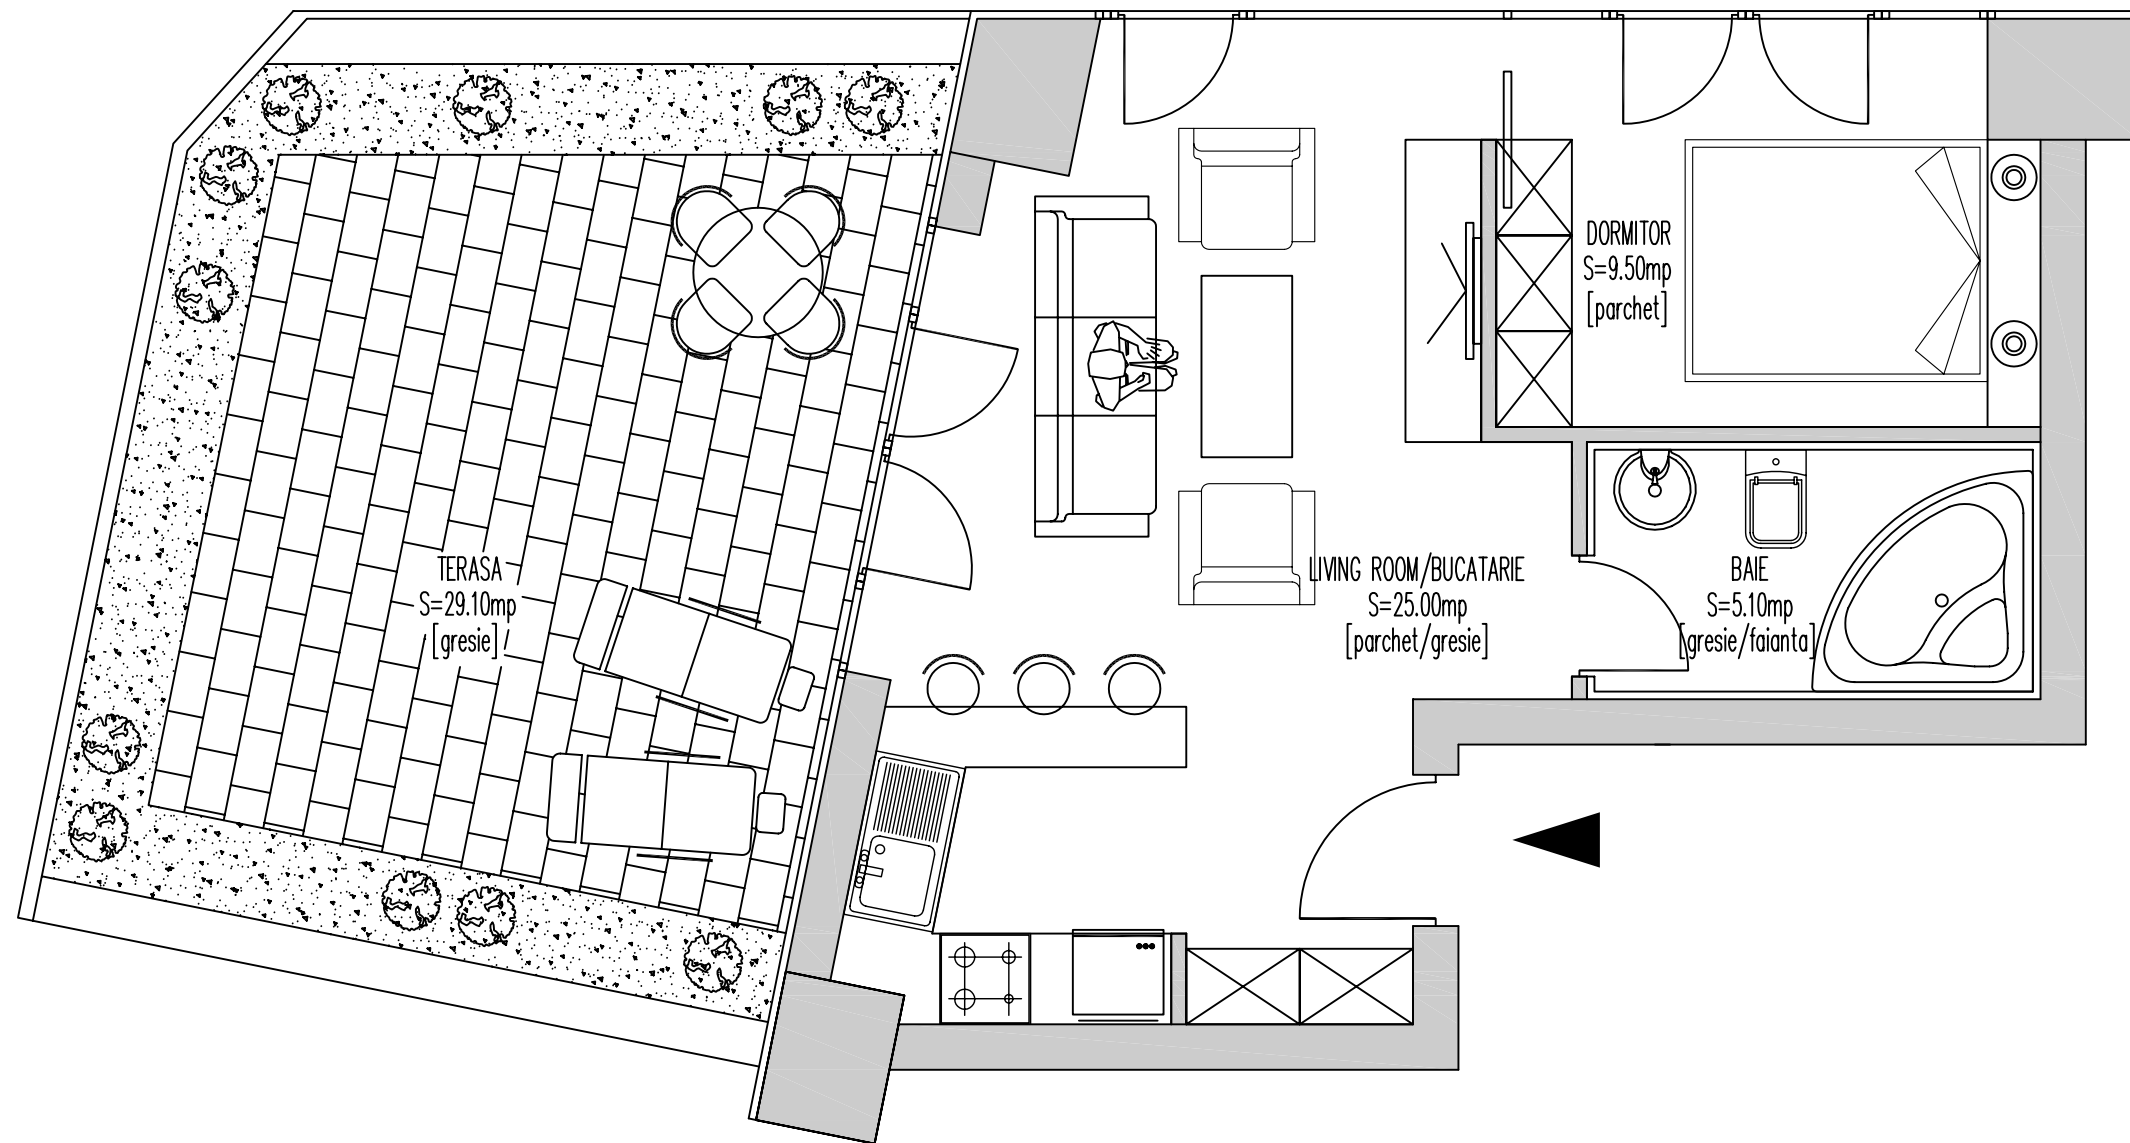 DORMITOR
S=9.50mp
[parchet]
TERASA
S=29.10mp
[gresie]
LIVING ROOM/BUCATARIE
S=25.00mp
[parchet/gresie]
BAIE
S=5.10mp
[gresie/faianta]